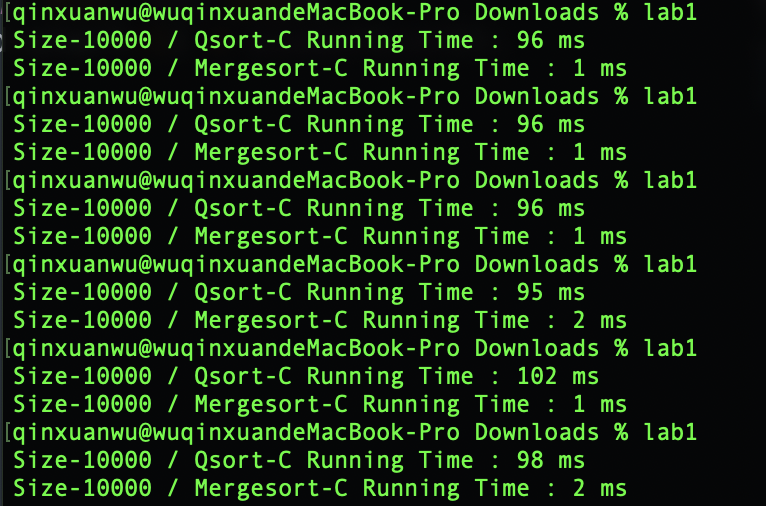 [qinxuanwu@wuqinxuandeMacBook-Pro Downloads % lab1
Size-10000 / Qsort-C Running Time : 96 ms
Size-10000 / Mergesort-C Running Time : 1 ms
[qinxuanwu@wuqinxuandeMacBook-Pro Downloads % lab1
Size-10000 / Qsort-C Running Time : 96 ms
Size-10000 / Mergesort-C Running Time : 1 ms
[qinxuanwu@wuqinxuandeMacBook-Pro Downloads % lab1
Size-10000 / Qsort-C Running Time : 96 ms
Size-10000 / Mergesort-C Running Time : 1 ms
[qinxuanwu@wuqinxuandeMacBook-Pro Downloads % lab1
Size-10000 / Qsort-C Running Time : 95 ms
Size-10000 / Mergesort-C Running Time : 2 ms
[qinxuanwu@wuqinxuandeMacBook-Pro Downloads % lab1
Size-10000 / Qsort-C Running Time : 102 ms
Size-10000 / Mergesort-C Running Time : 1 ms
[qinxuanwu@wuqinxuandeMacBook-Pro Downloads % lab1
Size-10000 / Qsort-C Running Time : 98 ms
Size-10000 / Mergesort-C Running Time : 2 ms